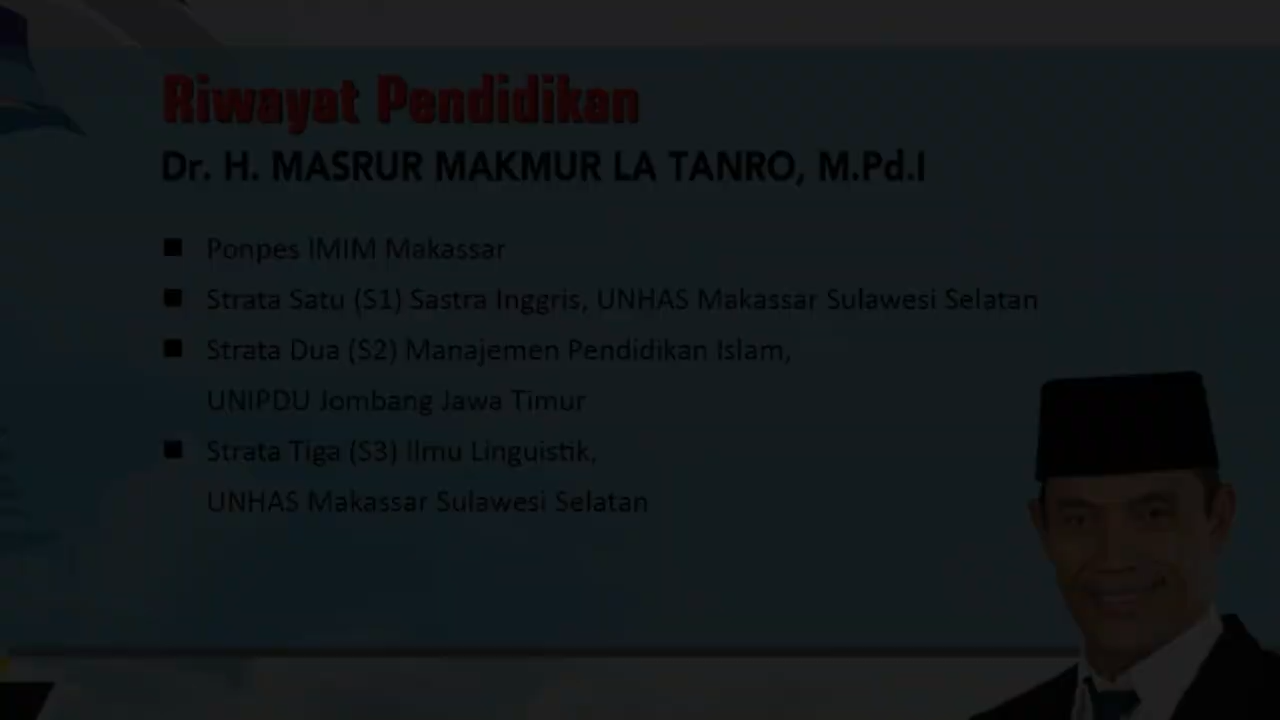 Riwayat Pendidikan
Dr. H. MASRUR MAKMUR LA TANRO, M.Pd.I
Ponpes IMIM Makassar
Strata Satu (S1) Sastra Inggris, UNHAS Makassar Sulawesi Selatan
Strata Dua (S2) Manajemen Pendidikan Islam,
UNIPDU Jombang Jawa Timur
Strata Tiga (S3) Ilmu Linguistik,
UNHAS Makassar Sulawesi Selatan